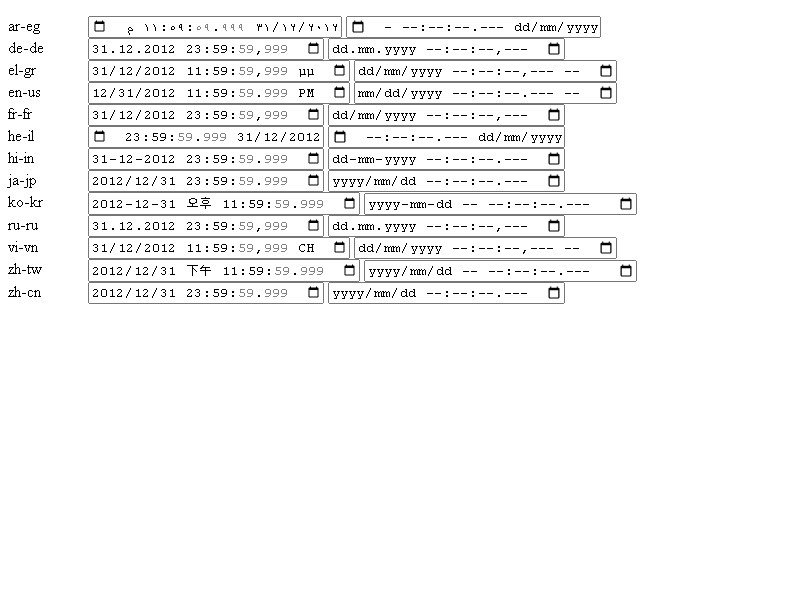 ar-eg م ١١:٥٩:٥٩.٩٩٩ ٣١/١٢/٢٠١٢ - --:--:--.--- dd/mm/yyyy
de-de 31.12.2012 23:59:59,999 dd.mm.yyyy --:--:--,---
el-gr 31/12/2012 11:59:59,999 μμ dd/mm/yyyy --:--:--,--- --
en-us 12/31/2012 11:59:59.999 PM mm/dd/yyyy --:--:--.--- --
fr-fr 31/12/2012 23:59:59,999 dd/mm/yyyy --:--:--,---
he-il 23:59:59.999 31/12/2012 --:--:--.--- dd/mm/yyyy
hi-in 31-12-2012 23:59:59.999 dd-mm-yyyy --:--:--.---
ja-jp 2012/12/31 23:59:59.999 yyyy/mm/dd --:--:--.---
ko-kr 2012-12-31 오후 11:59:59.999 yyyy-mm-dd -- --:--:--.---
ru-ru 31.12.2012 23:59:59,999 dd.mm.yyyy --:--:--,---
vi-vn 31/12/2012 11:59:59,999 CH dd/mm/yyyy --:--:--,--- --
zh-tw 2012/12/31 下午 11:59:59.999 yyyy/mm/dd -- --:--:--.---
zh-cn 2012/12/31 23:59:59.999 yyyy/mm/dd --:--:--.---